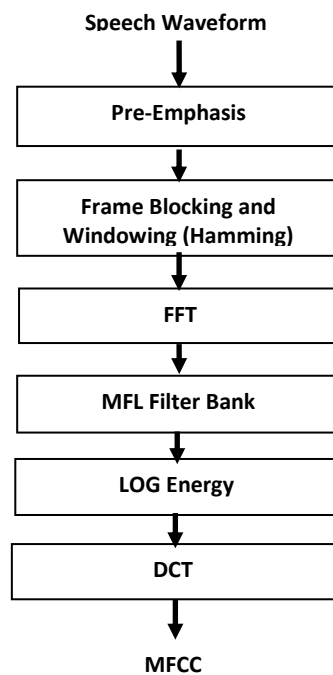 Speech Waveform
Pre-Emphasis
Frame Blocking and
Windowing (Hamming)
FFT
MFL Filter Bank
LOG Energy
DCT
MFCC